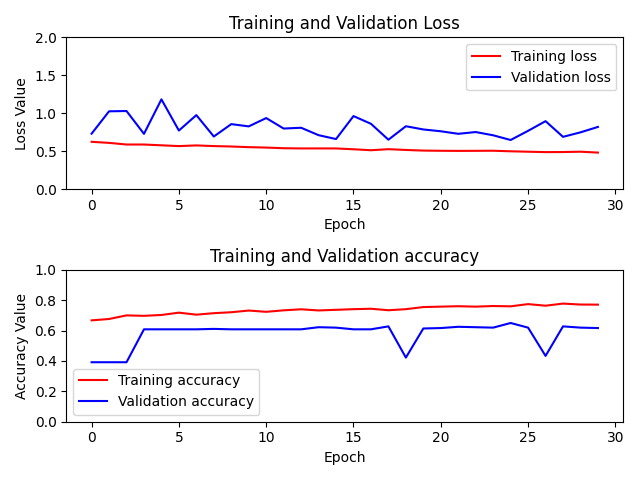 Training and Validation Loss
2.0
1.5
1.0
0.5
0.0
Loss Value
Training loss
Validation loss
0 5 10 15 20 25 30
Epoch
Training and Validation accuracy
1.0
0.8
0.6
0.4
0.2
0.0
Accuracy Value
Training accuracy
Validation accuracy
0 5 10 15 20 25 30
Epoch